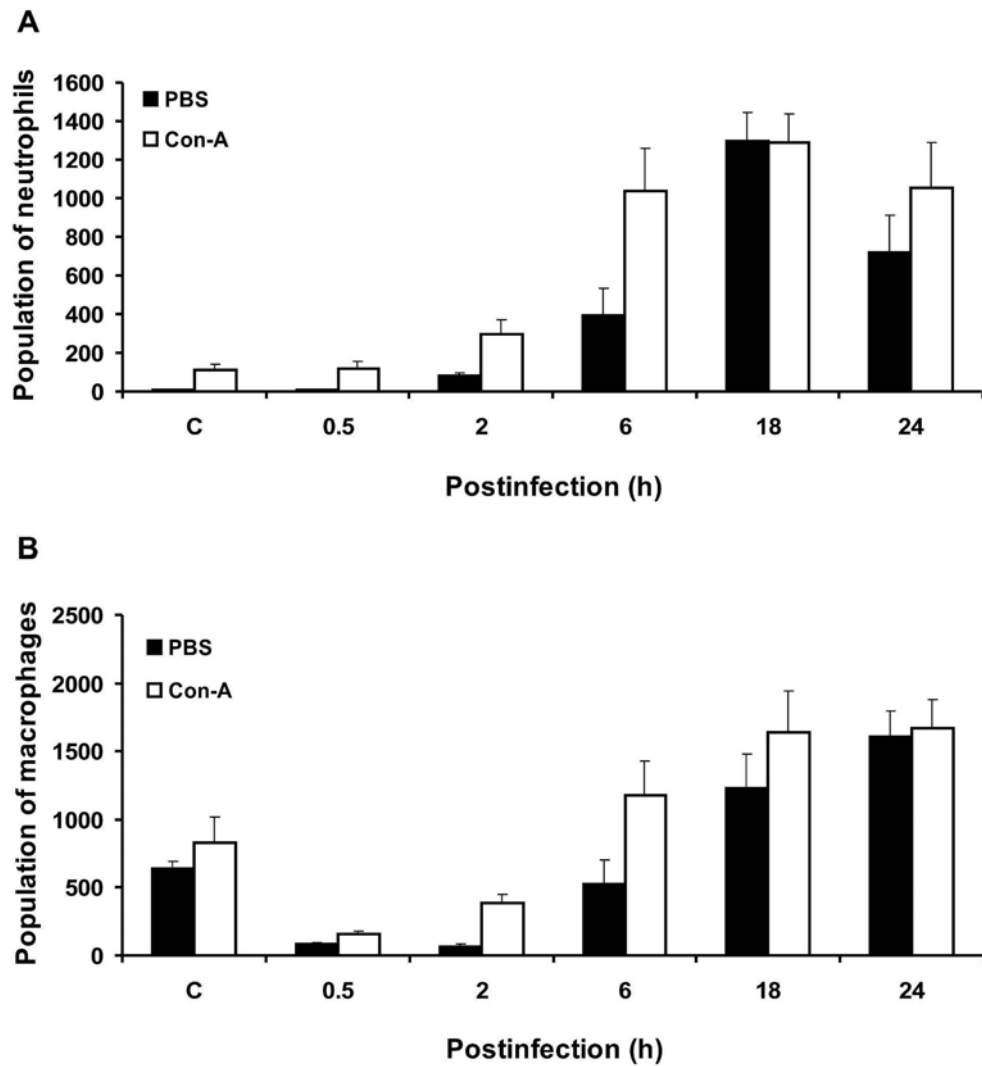 A
Population of neutrophils
1600
1400
1200
1000
800
600
400
200
0
PBS
Con-A
C 0.5 2 6 18 24
Postinfection (h)
B
Population of macrophages
2500
2000
1500
1000
500
0
PBS
Con-A
C 0.5 2 6 18 24
Postinfection (h)